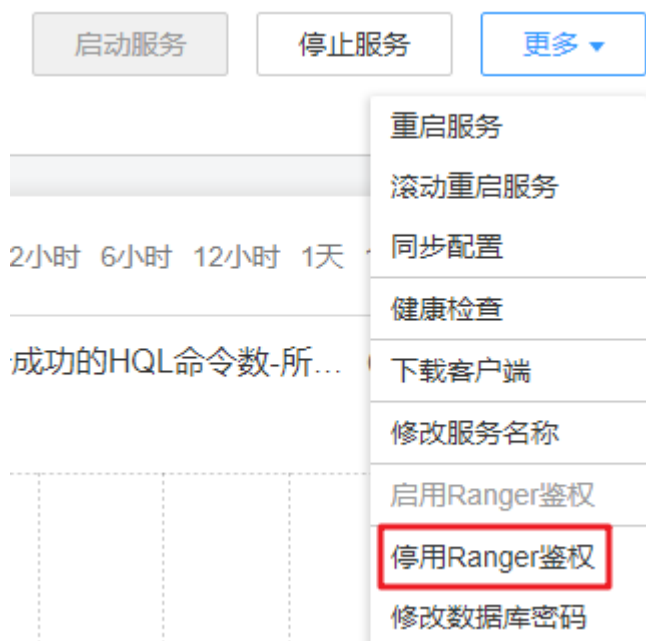 启动服务 停止服务 更多
重启服务
滚动重启服务
2小时 6小时 12小时 1天
同步配置
健康检查
成功的HQL命令数-所...
下载客户端
修改服务名称
启用Ranger鉴权
停用Ranger鉴权
修改数据库密码